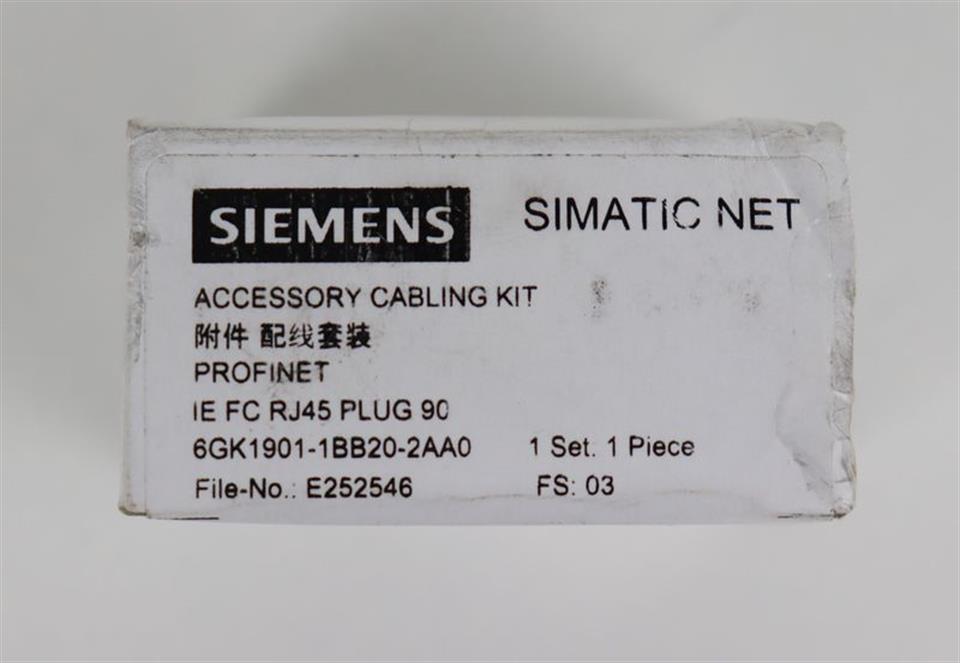 SIEMENS SIMATIC NET
ACCESSORY CABLING KIT
附件 配线套装
PROFINET
IE FC RJ45 PLUG 90
6GK1901-1BB20-2AA0 1 Set: 1 Piece
File-No.: E252546 FS: 03